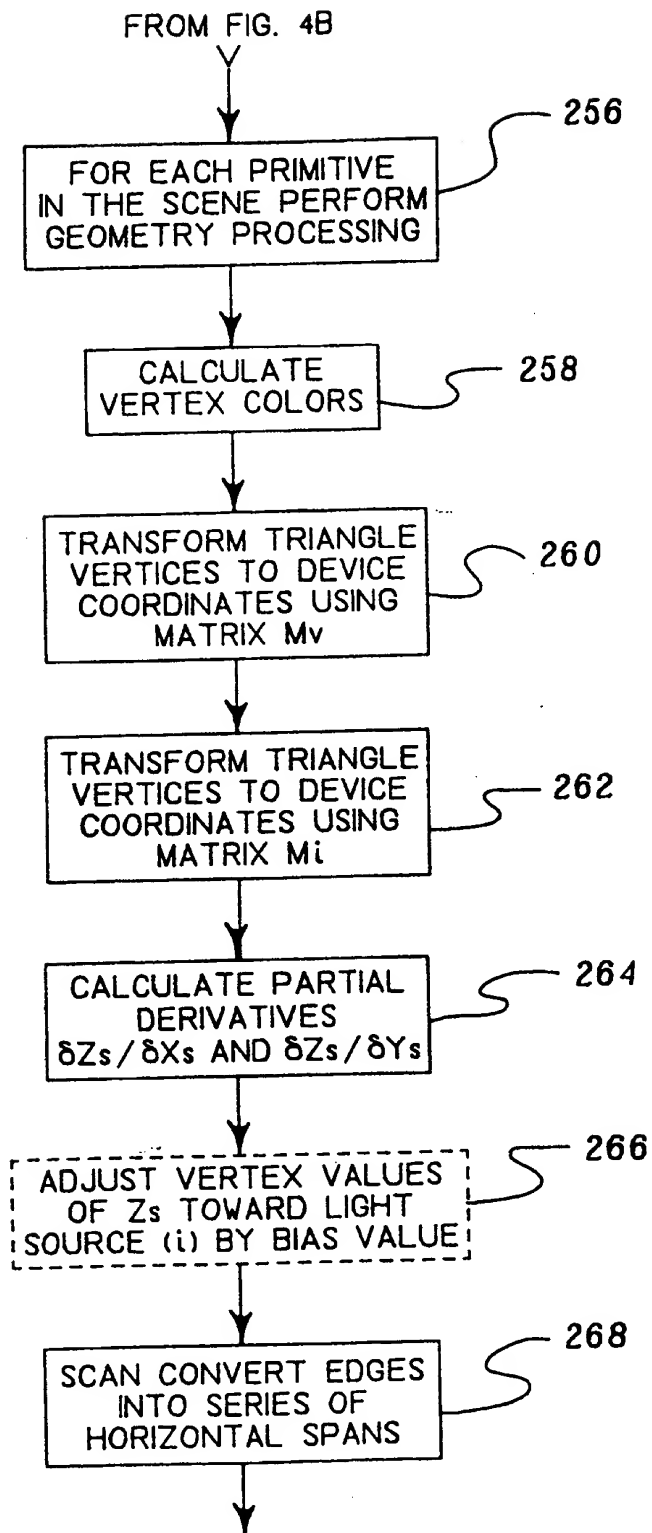 FROM FIG. 4B
256
FOR EACH PRIMITIVE
IN THE SCENE PERFORM
GEOMETRY PROCESSING
258
CALCULATE
VERTEX COLORS
260
TRANSFORM TRIANGLE
VERTICES TO DEVICE
COORDINATES USING
MATRIX Mv
262
TRANSFORM TRIANGLE
VERTICES TO DEVICE
COORDINATES USING
MATRIX Mi
264
CALCULATE PARTIAL
DERIVATIVES
δZs/δXs AND δZs/δYs
266
ADJUST VERTEX VALUES
OF Zs TOWARD LIGHT
SOURCE (i) BY BIAS VALUE
268
SCAN CONVERT EDGES
INTO SERIES OF
HORIZONTAL SPANS